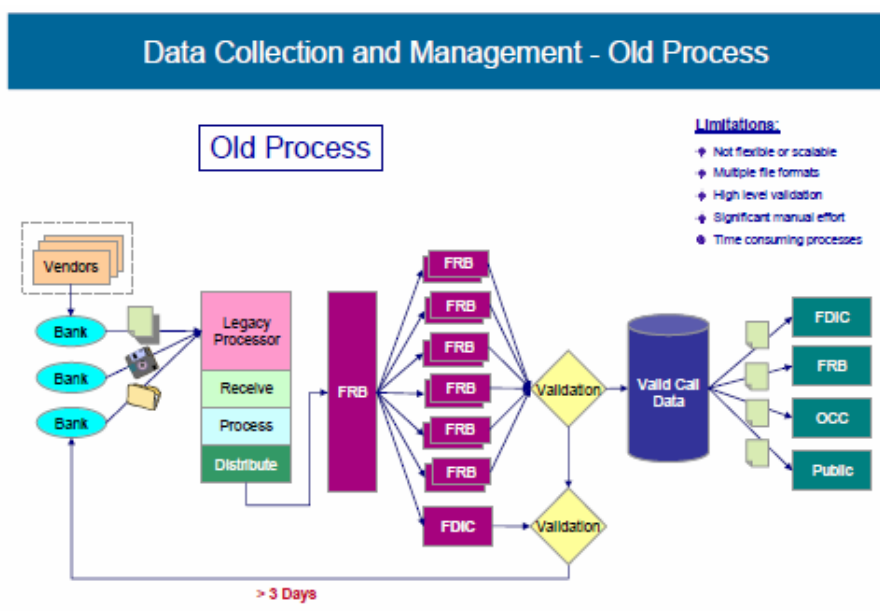 Data Collection and Management - Old Process
Old Process
Limitations:
Not flexible or scalable
Multiple file formats
High level validation
Significant manual effort
Time consuming processes
Vendors
Bank
Bank
Bank
Legacy
Processor
Receive
Process
Distribute
FRB
FRB
FRB
FRB
FRB
FRB
FRB
FDIC
Validation
Validation
Valid Call
Data
FDIC
FRB
OCC
Public
> 3 Days